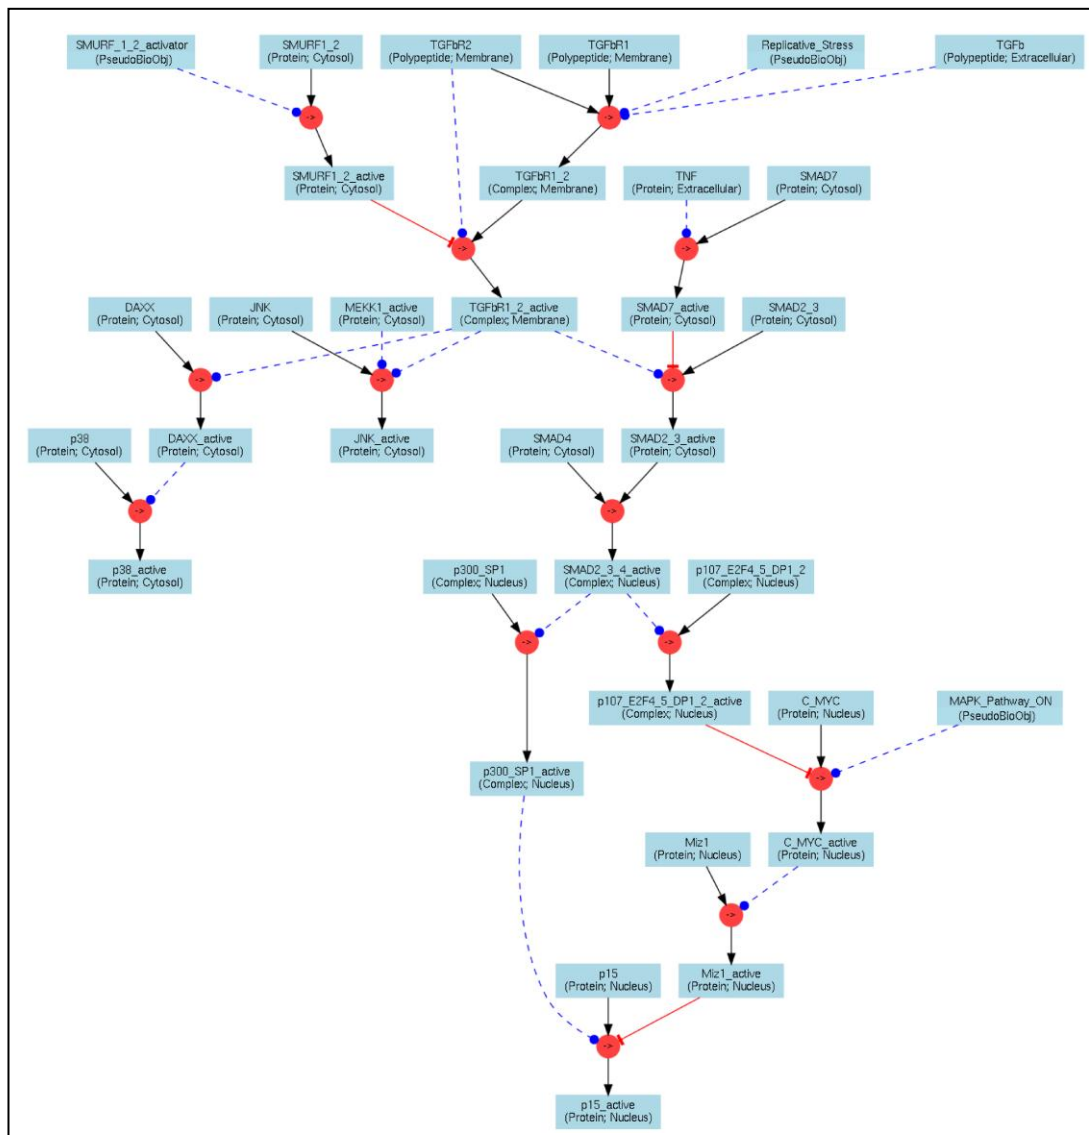 SMURF_1_2_activator
(PseudoBioObj)
SMURF1_2
(Protein; Cytosol)
TGFbR2
(Polypeptide; Membrane)
TGFbR1
(Polypeptide; Membrane)
Replicative_Stress
(PseudoBioObj)
TGFb
(Polypeptide; Extracellular)
->
->
SMURF1_2_active
(Protein; Cytosol)
TGFbR1_2
(Complex; Membrane)
TNF
(Protein; Extracellular)
SMAD7
(Protein; Cytosol)
->
->
DAXX
(Protein; Cytosol)
JNK
(Protein; Cytosol)
MEKK1_active
(Protein; Cytosol)
TGFbR1_2_active
(Complex; Membrane)
SMAD7_active
(Protein; Cytosol)
SMAD2_3
(Protein; Cytosol)
->
->
->
p38
(Protein; Cytosol)
DAXX_active
(Protein; Cytosol)
JNK_active
(Protein; Cytosol)
SMAD4
(Protein; Cytosol)
SMAD2_3_active
(Protein; Cytosol)
->
->
p38_active
(Protein; Cytosol)
p300_SP1
(Complex; Nucleus)
SMAD2_3_4_active
(Complex; Nucleus)
p107_E2F4_5_DP1_2
(Complex; Nucleus)
->
->
p107_E2F4_5_DP1_2_active
(Complex; Nucleus)
C_MYC
(Protein; Nucleus)
MAPK_Pathway_ON
(PseudoBioObj)
p300_SP1_active
(Complex; Nucleus)
->
Miz1
(Protein; Nucleus)
C_MYC_active
(Protein; Nucleus)
->
p15
(Protein; Nucleus)
Miz1_active
(Protein; Nucleus)
->
p15_active
(Protein; Nucleus)